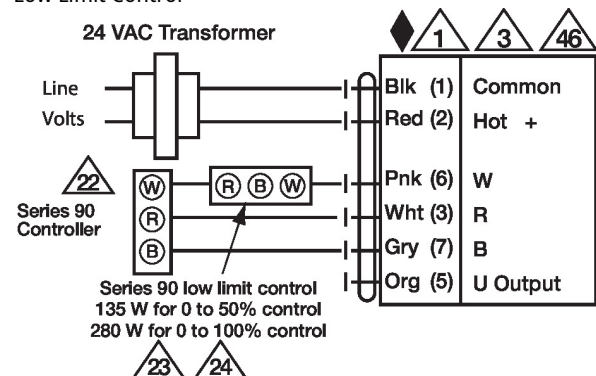 Low Limit Control
24 VAC Transformer
1 3 46
Line
Volts
Blk (1) Common
Red (2) Hot +
22
Series 90
Controller
W
R
B
R B W
Pnk (6) W
Wht (3) R
Gry (7) B
Org (5) U Output
Series 90 low limit control
135 W for 0 to 50% control
280 W for 0 to 100% control
23 24